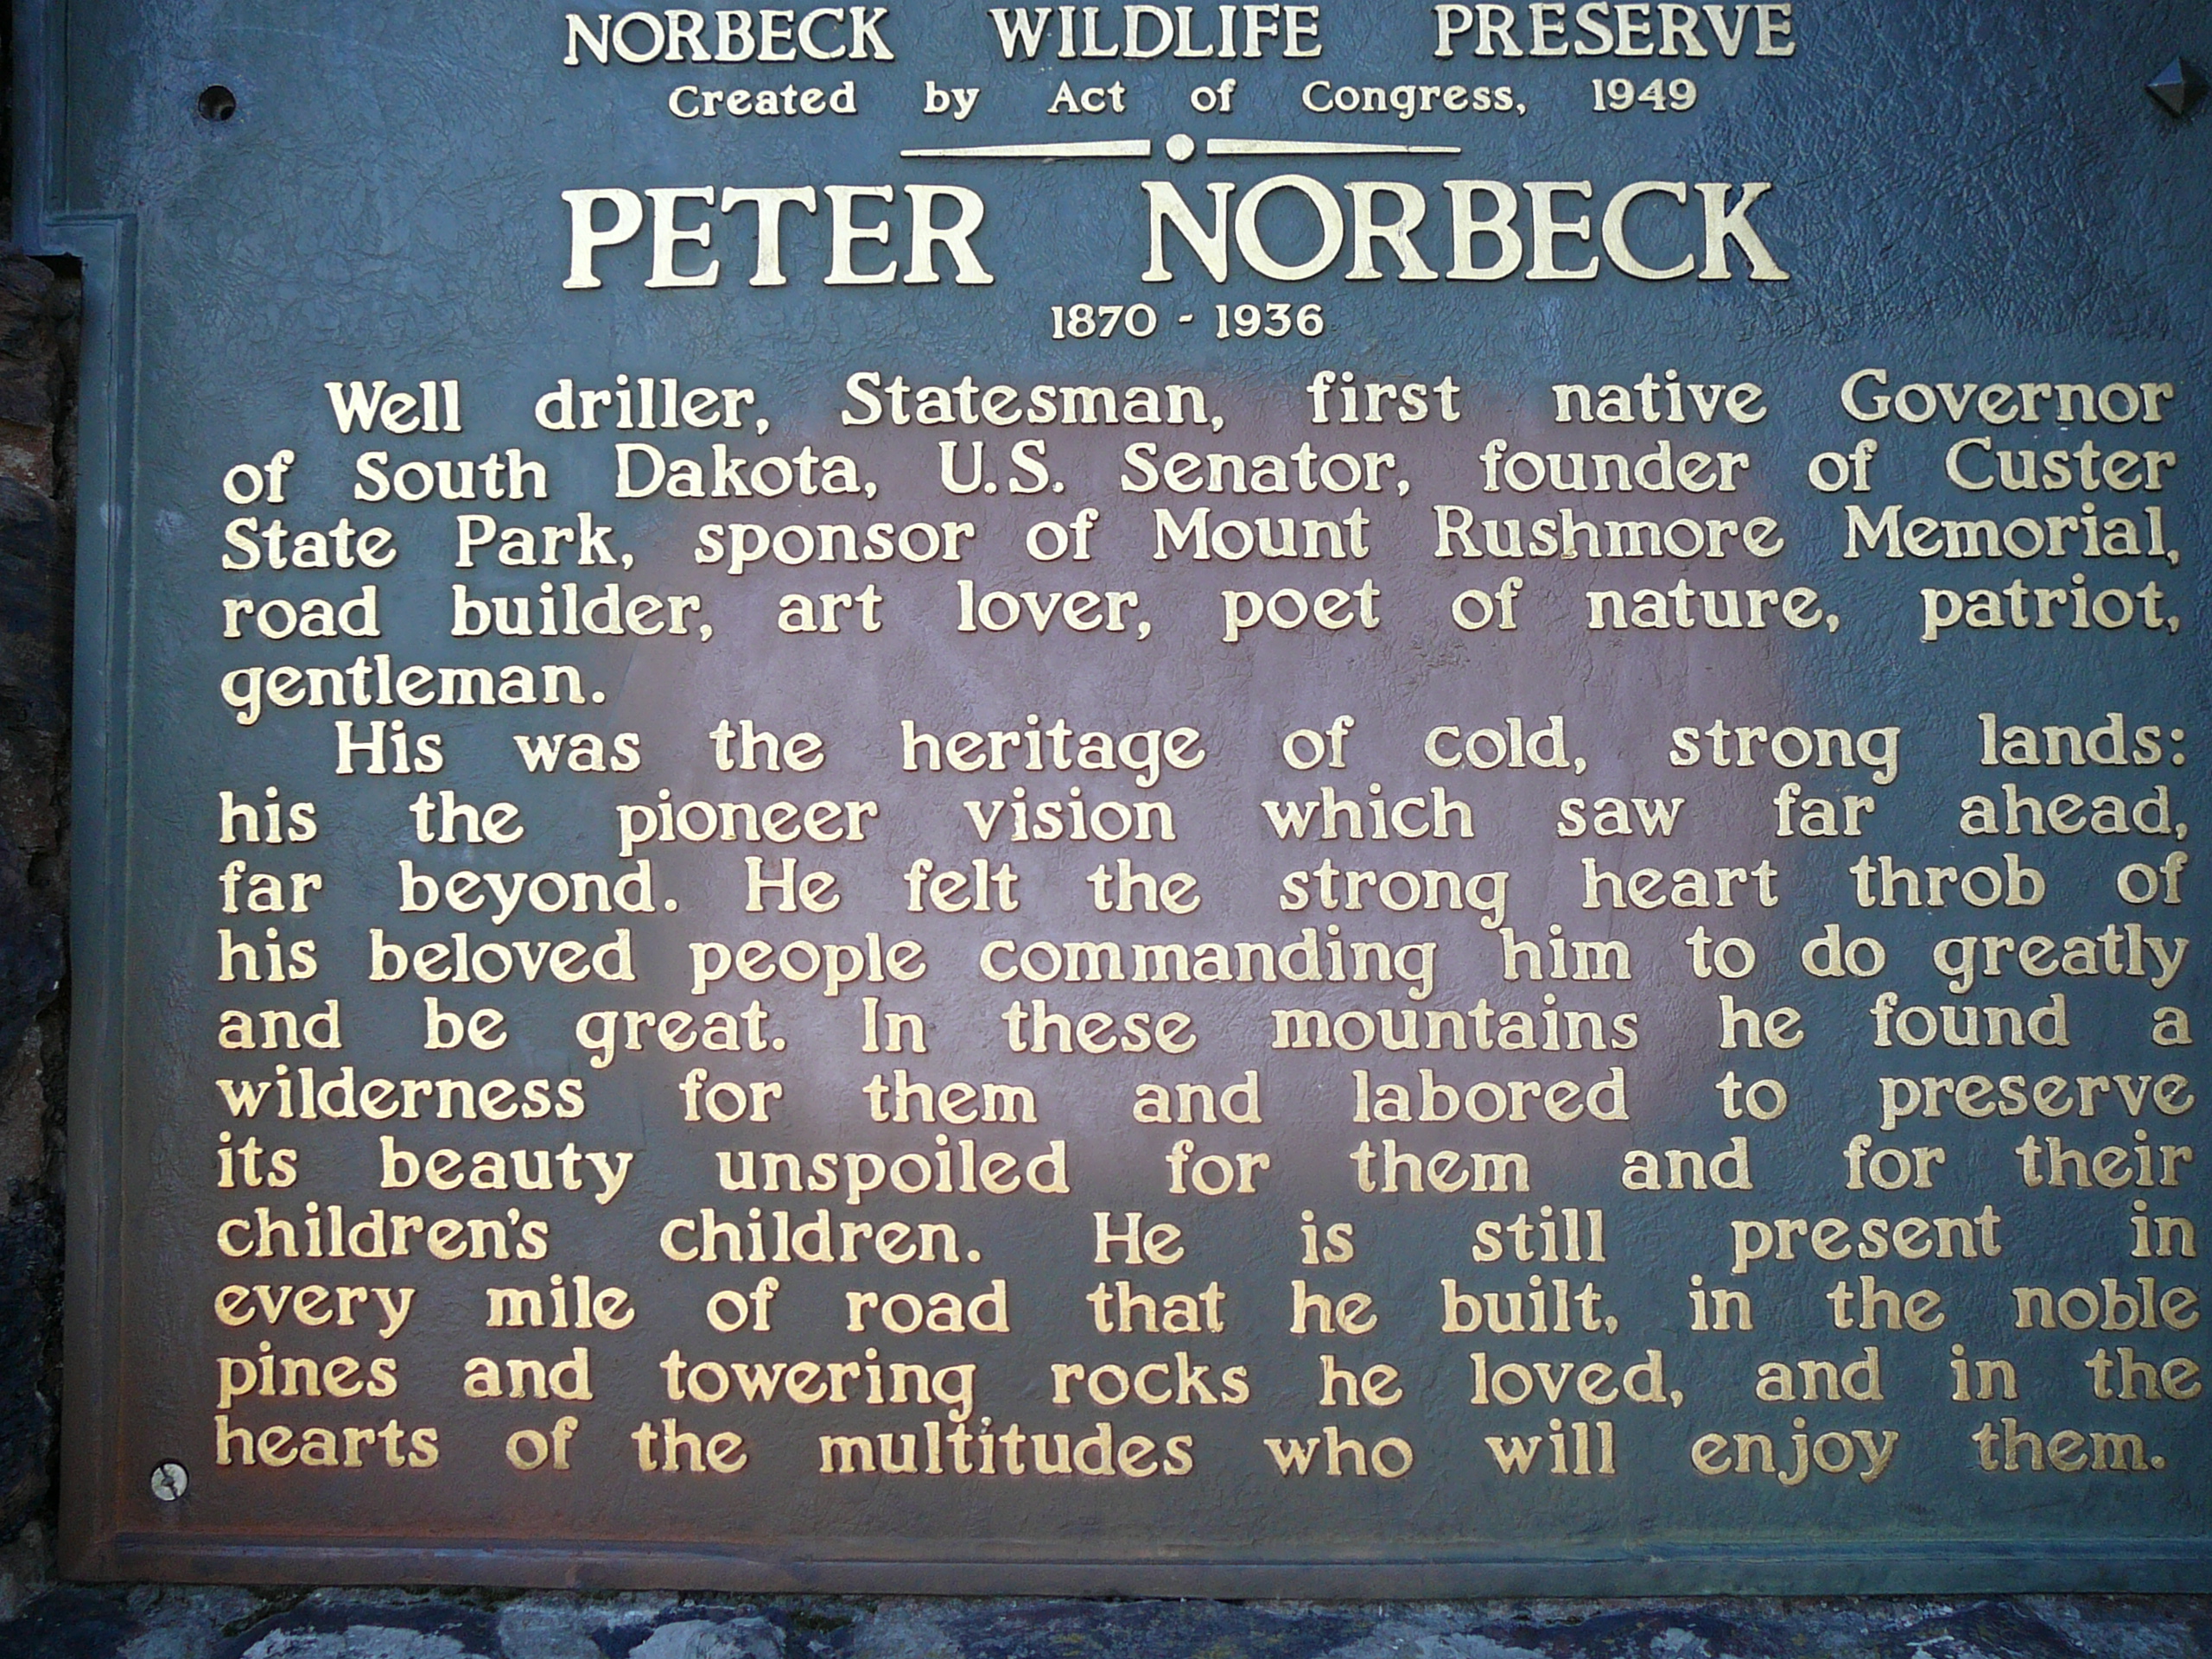 NORBECK WILDLIFE PRESERVE
Created by Act of Congress, 1949
PETER NORBECK
1870 - 1936
Well driller, Statesman, first native Governor
of South Dakota, U.S. Senator, founder of Custer
State Park, sponsor of Mount Rushmore Memorial,
road builder, art lover, poet of nature, patriot,
gentleman.
His was the heritage of cold, strong lands:
his the pioneer vision which saw far ahead,
far beyond. He felt the strong heart throb of
his beloved people commanding him to do greatly
and be great. In these mountains he found a
wilderness for them and labored to preserve
its beauty unspoiled for them and for their
children's children. He is still present in
every mile of road that he built, in the noble
pines and towering rocks he loved, and in the
hearts of the multitudes who will enjoy them.